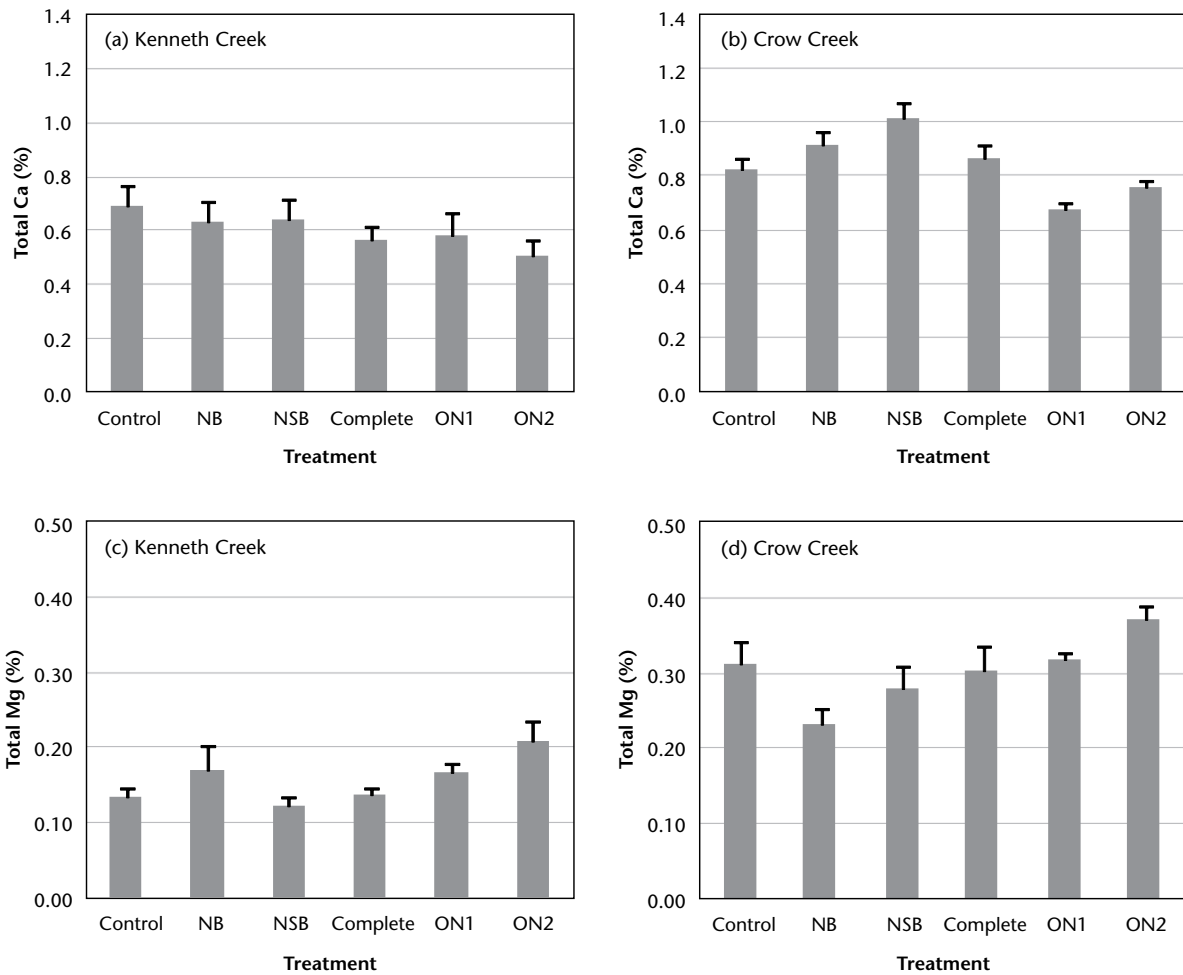 (a) Kenneth Creek
Total Ca (%)
1.4
1.2
1.0
0.8
0.6
0.4
0.2
0.0
Control NB NSB Complete ON1 ON2
Treatment
(b) Crow Creek
Total Ca (%)
1.4
1.2
1.0
0.8
0.6
0.4
0.2
0.0
Control NB NSB Complete ON1 ON2
Treatment
(c) Kenneth Creek
Total Mg (%)
0.50
0.40
0.30
0.20
0.10
0.00
Control NB NSB Complete ON1 ON2
Treatment
(d) Crow Creek
Total Mg (%)
0.50
0.40
0.30
0.20
0.10
0.00
Control NB NSB Complete ON1 ON2
Treatment